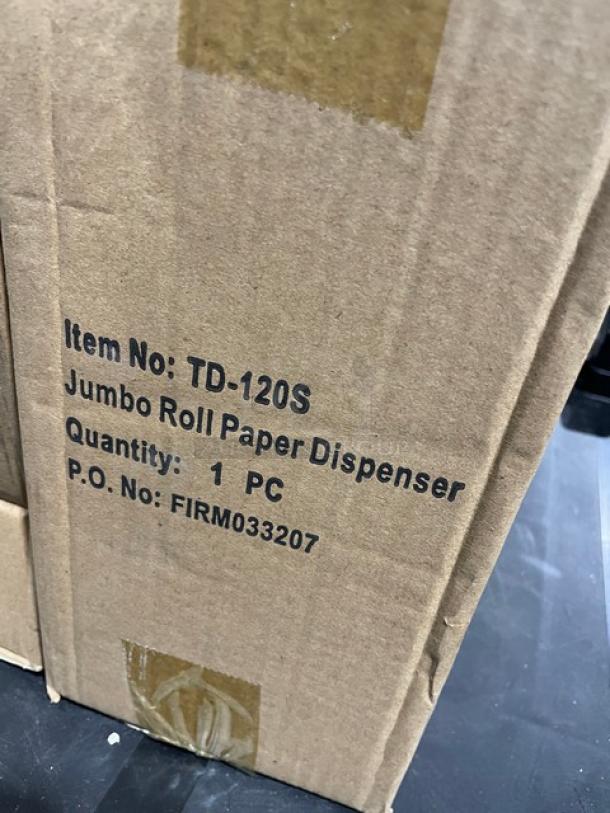 Item No: TD-120S
Jumbo Roll Paper Dispenser
Quantity: 1 PC
P.O. No: FIRM033207